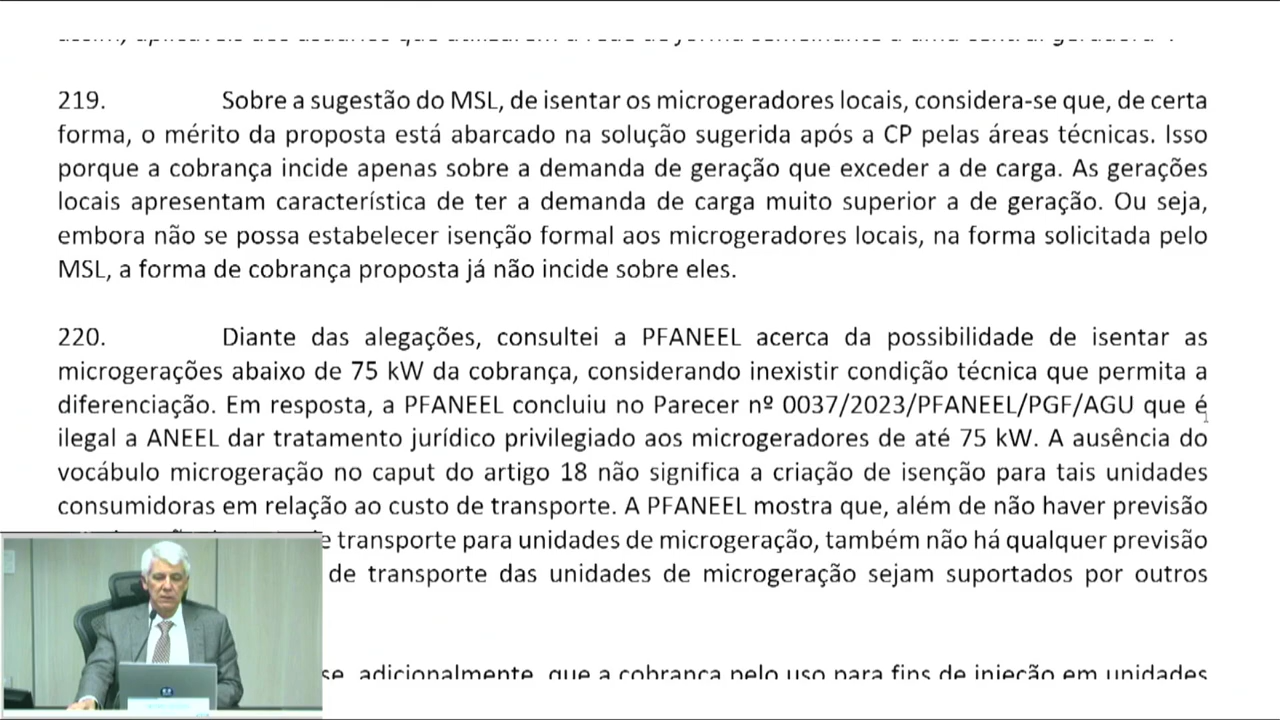 219. Sobre a sugestão do MSL, de isentar os microgeradores locais, considera-se que, de certa
forma, o mérito da proposta está abarcado na solução sugerida após a CP pelas áreas técnicas. Isso
porque a cobrança incide apenas sobre a demanda de geração que exceder a de carga. As gerações
locais apresentam característica de ter a demanda de carga muito superior a de geração. Ou seja,
embora não se possa estabelecer isenção formal aos microgeradores locais, na forma solicitada pelo
MSL, a forma de cobrança proposta já não incide sobre eles.
220. Diante das alegações, consultei a PFANEEL acerca da possibilidade de isentar as
microgerações abaixo de 75 kW da cobrança, considerando inexistir condição técnica que permita a
diferenciação. Em resposta, a PFANEEL concluiu no Parecer nº 0037/2023/PFANEEL/PGF/AGU que é
ilegal a ANEEL dar tratamento jurídico privilegiado aos microgeradores de até 75 kW. A ausência do
vocábulo microgeração no caput do artigo 18 não significa a criação de isenção para tais unidades
consumidoras em relação ao custo de transporte. A PFANEEL mostra que, além de não haver previsão
transporte para unidades de microgeração, também não há qualquer previsão
de transporte das unidades de microgeração sejam suportados por outros
se, adicionalmente, que a cobrança pelo uso para fins de injeção em unidades